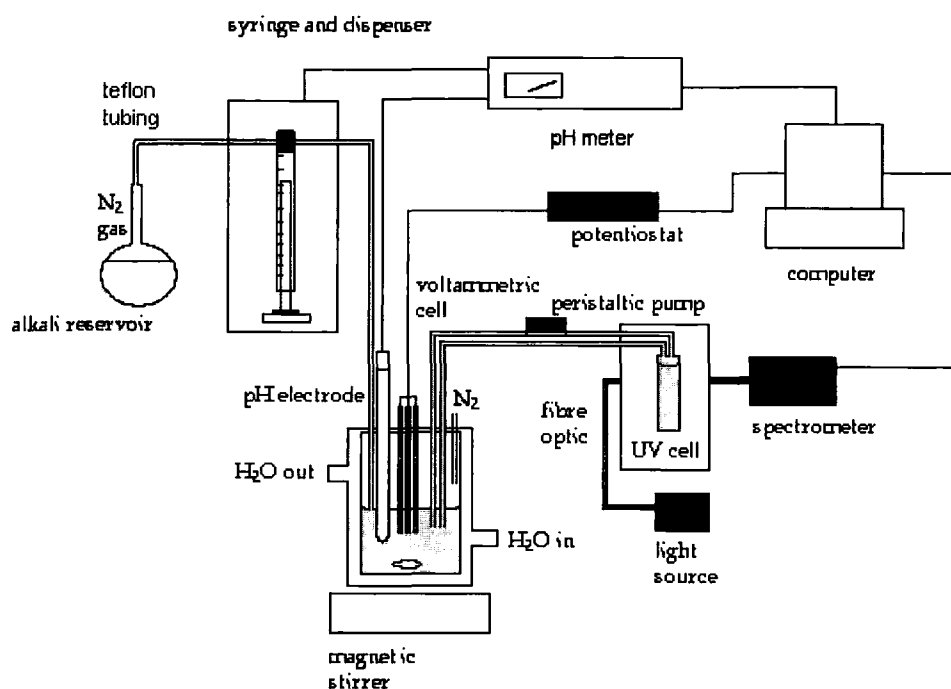 syringe and dispenser
teflon
tubing
pH meter
N2
gas
potentiostat
computer
alkali reservoir
voltammetric
cell
peristaltic pump
pH electrode
N2
fibre
optic
UV cell
spectrometer
H2O out
H2O in
light
source
magnetic
stirrer